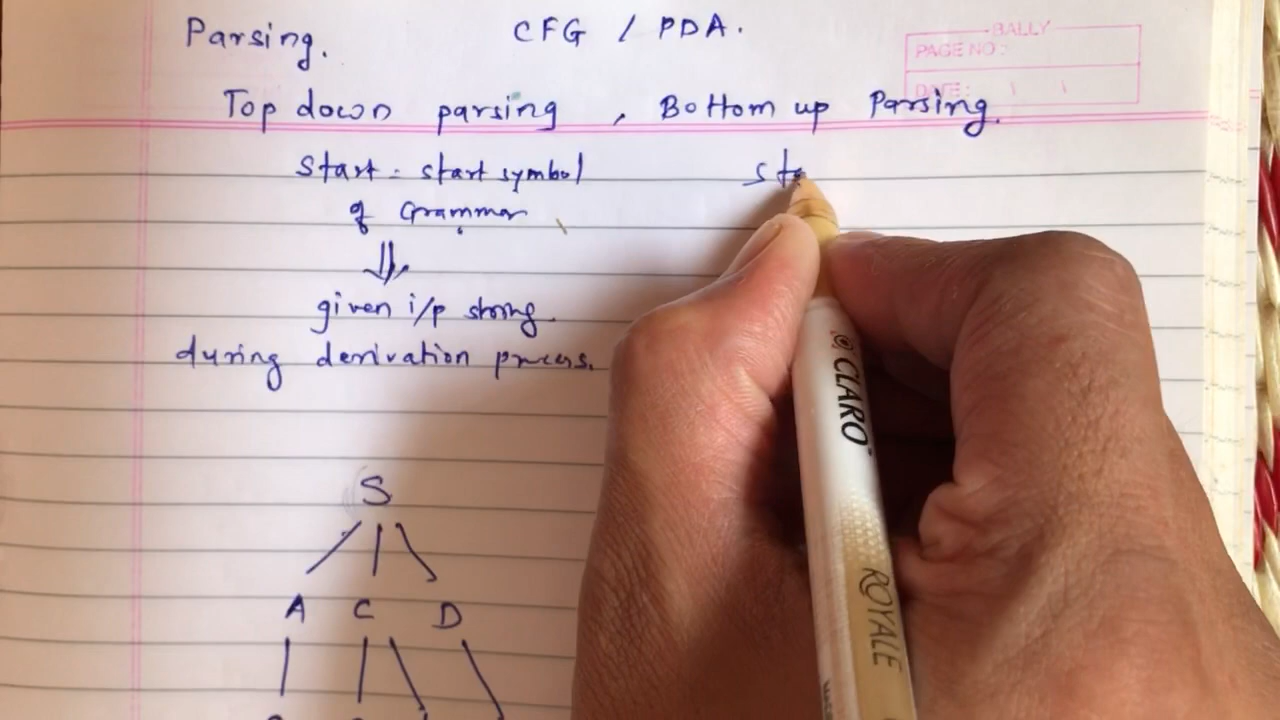 Parsing. CFG / PDA.
BALLY
PAGE NO :
DATE : \ \
Top down parsing , Bottom up Parsing.
Start = start symbol
of Grammar
⇓
given i/p string
during derivation process.
S
A C D
CLARO
ROYALE